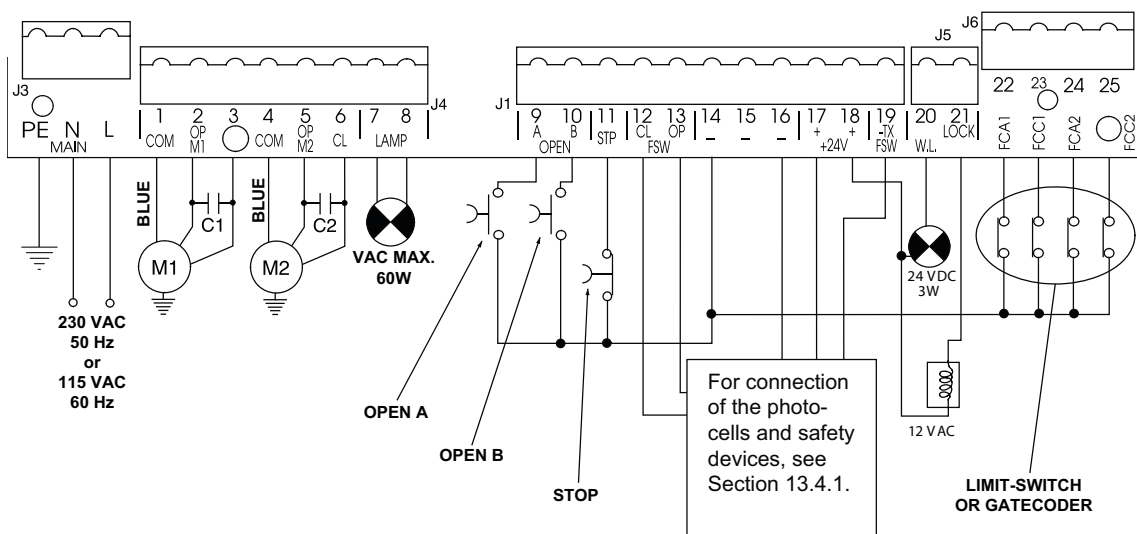 J3
PE N L
MAIN
1 2 3 4 5 6 7 8
COM
OP
M1
COM
OP
M2
CL
LAMP
J4
J1
9 10 11 12 13 14 15 16 17 18 19
A B
OPEN
STP
CL OP
FSW
– – –
+ +
+24V
-TX
FSW
J5
20 21
W.L.
LOCK
J6
22 23 24 25
FCA1
FCC1
FCA2
FCC2
BLUE
C1
M1
BLUE
C2
M2
VAC MAX.
60W
230 VAC
50 Hz
or
115 VAC
60 Hz
OPEN A
OPEN B
STOP
For connection
of the photo-
cells and safety
devices, see
Section 13.4.1.
24 VDC
3W
12 VAC
LIMIT-SWITCH
OR GATECODER